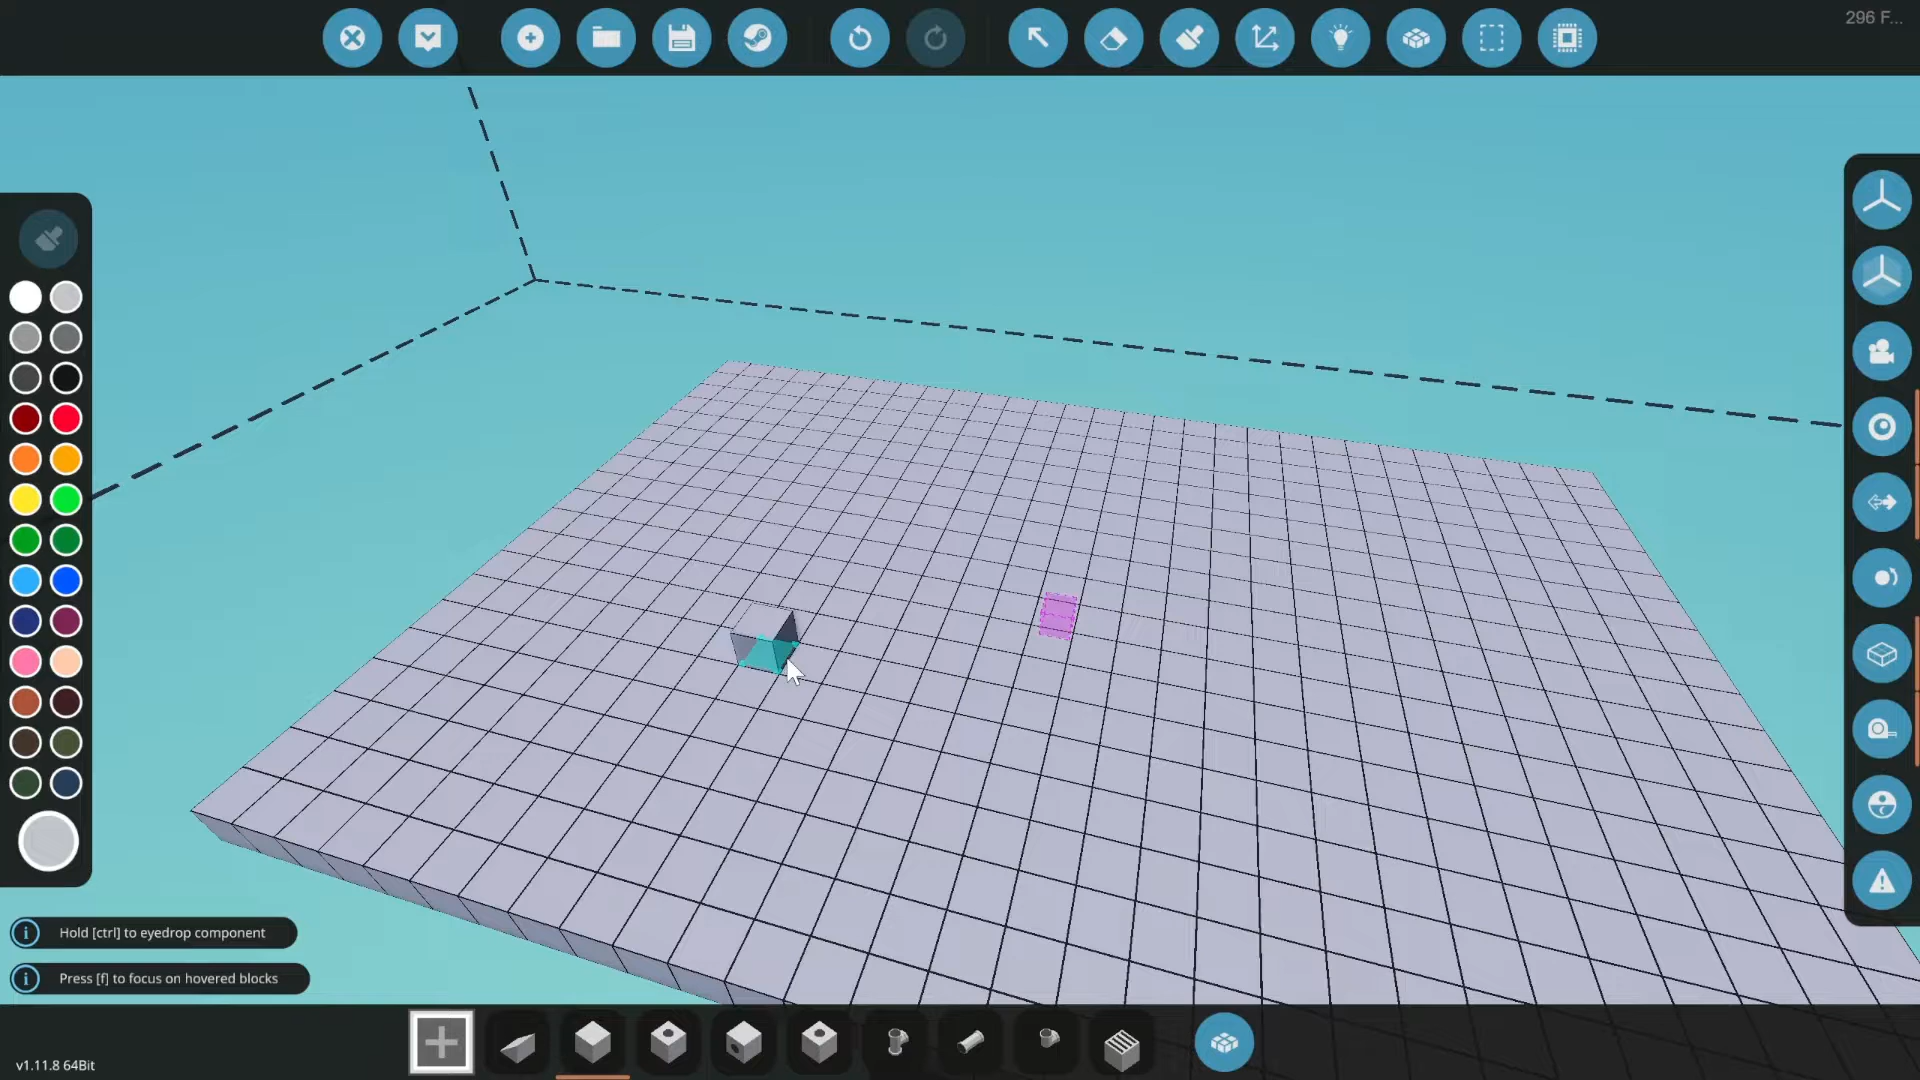 296 F...
Hold [ctrl] to eyedrop component
Press [f] to focus on hovered blocks
v1.11.8 64Bit